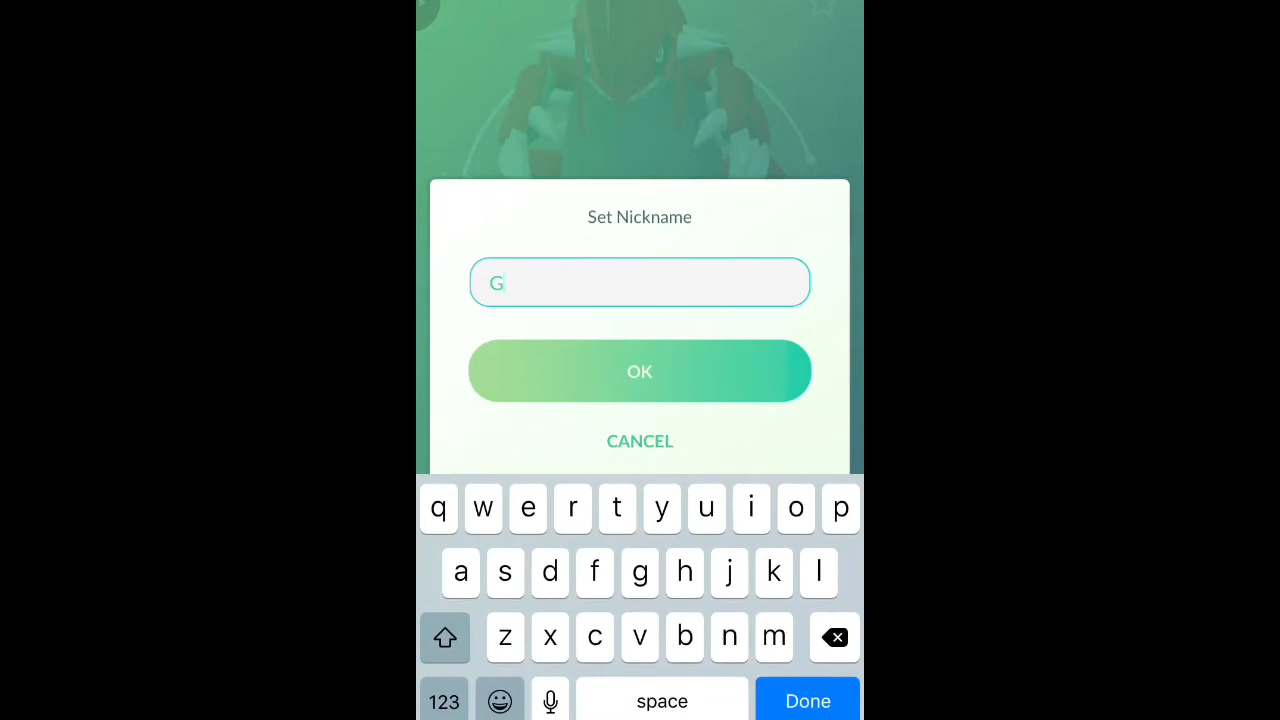 Set Nickname
G
OK
CANCEL
q w e r t y u i o p
a s d f g h j k l
z x c v b n m
123 space Done